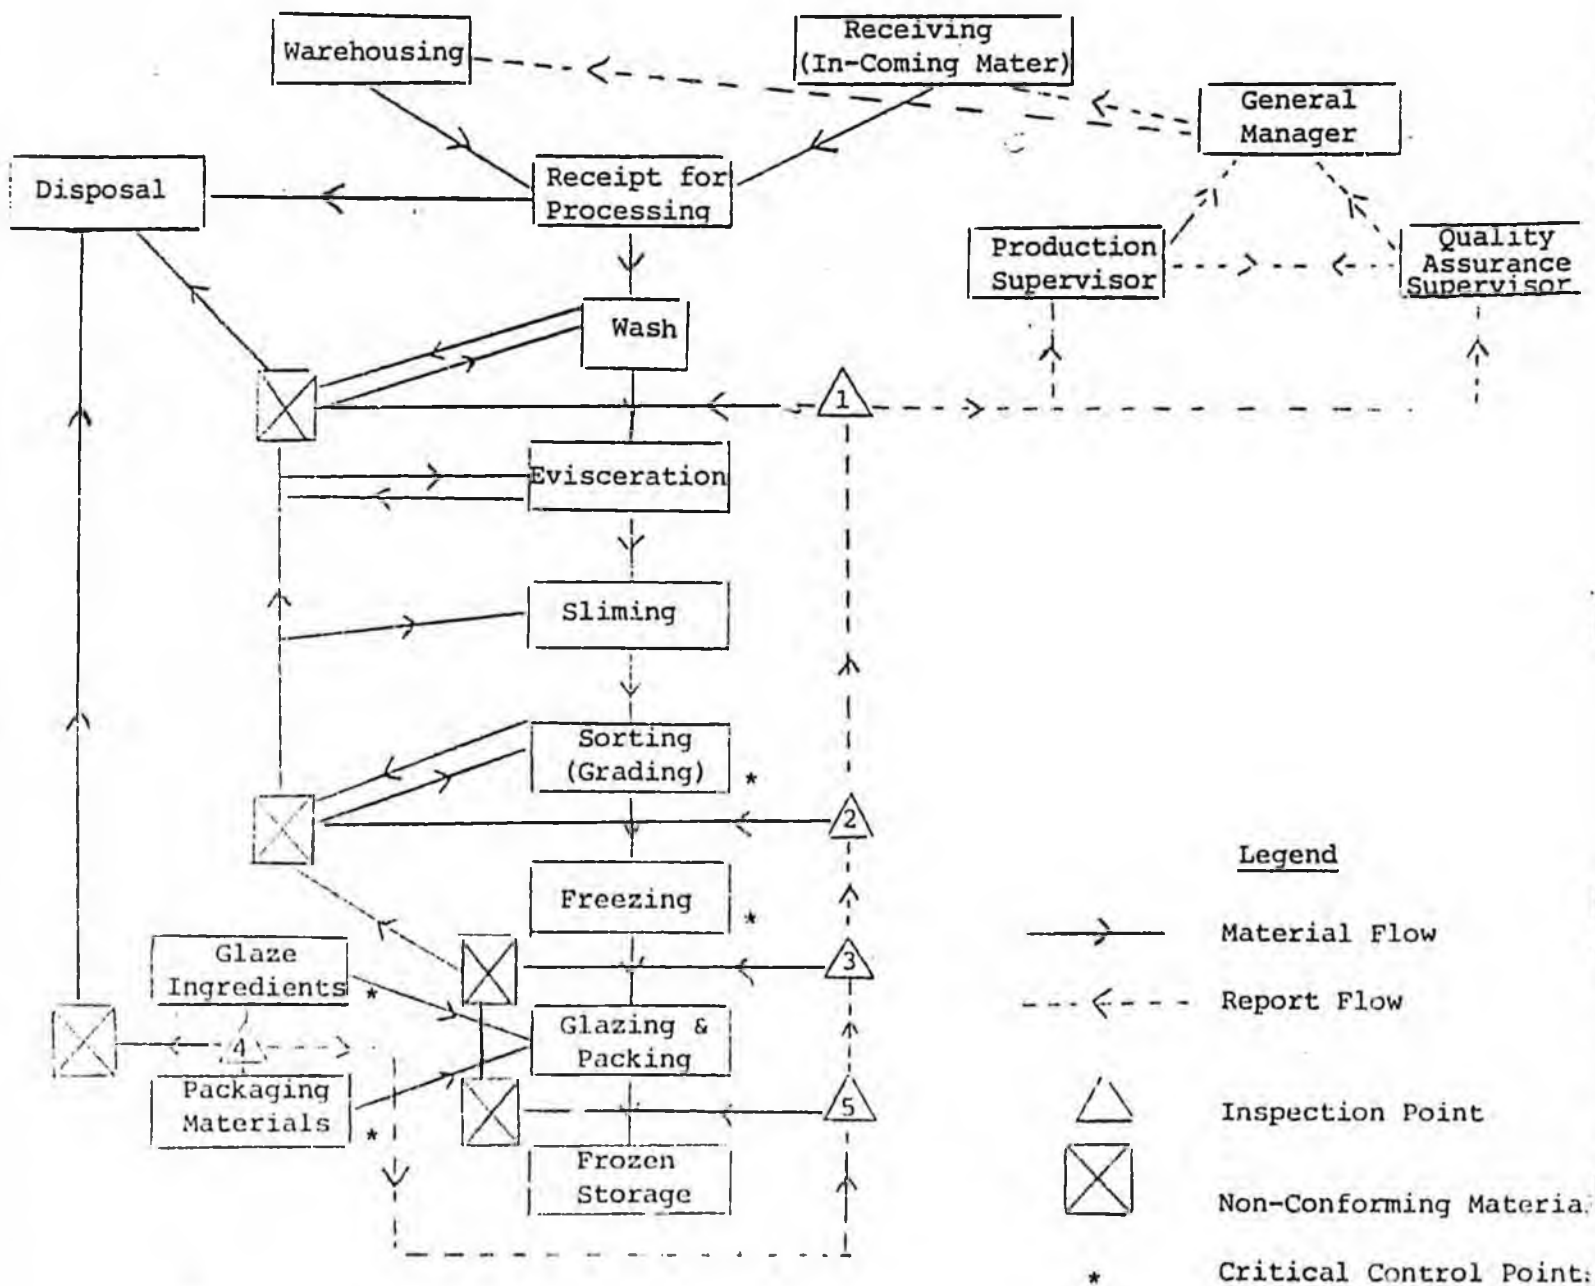 Warehousing
Receiving
(In-Coming Mater)
General
Manager
Disposal
Receipt for
Processing
Production
Supervisor
Quality
Assurance
Supervisor
Wash
1
Evisceration
Sliming
Sorting
(Grading)
*
2
Freezing
*
3
Glaze
Ingredients
*
4
Glazing &
Packing
Packaging
Materials
*
5
Frozen
Storage
Legend
Material Flow
Report Flow
Inspection Point
Non-Conforming Materia
* Critical Control Point